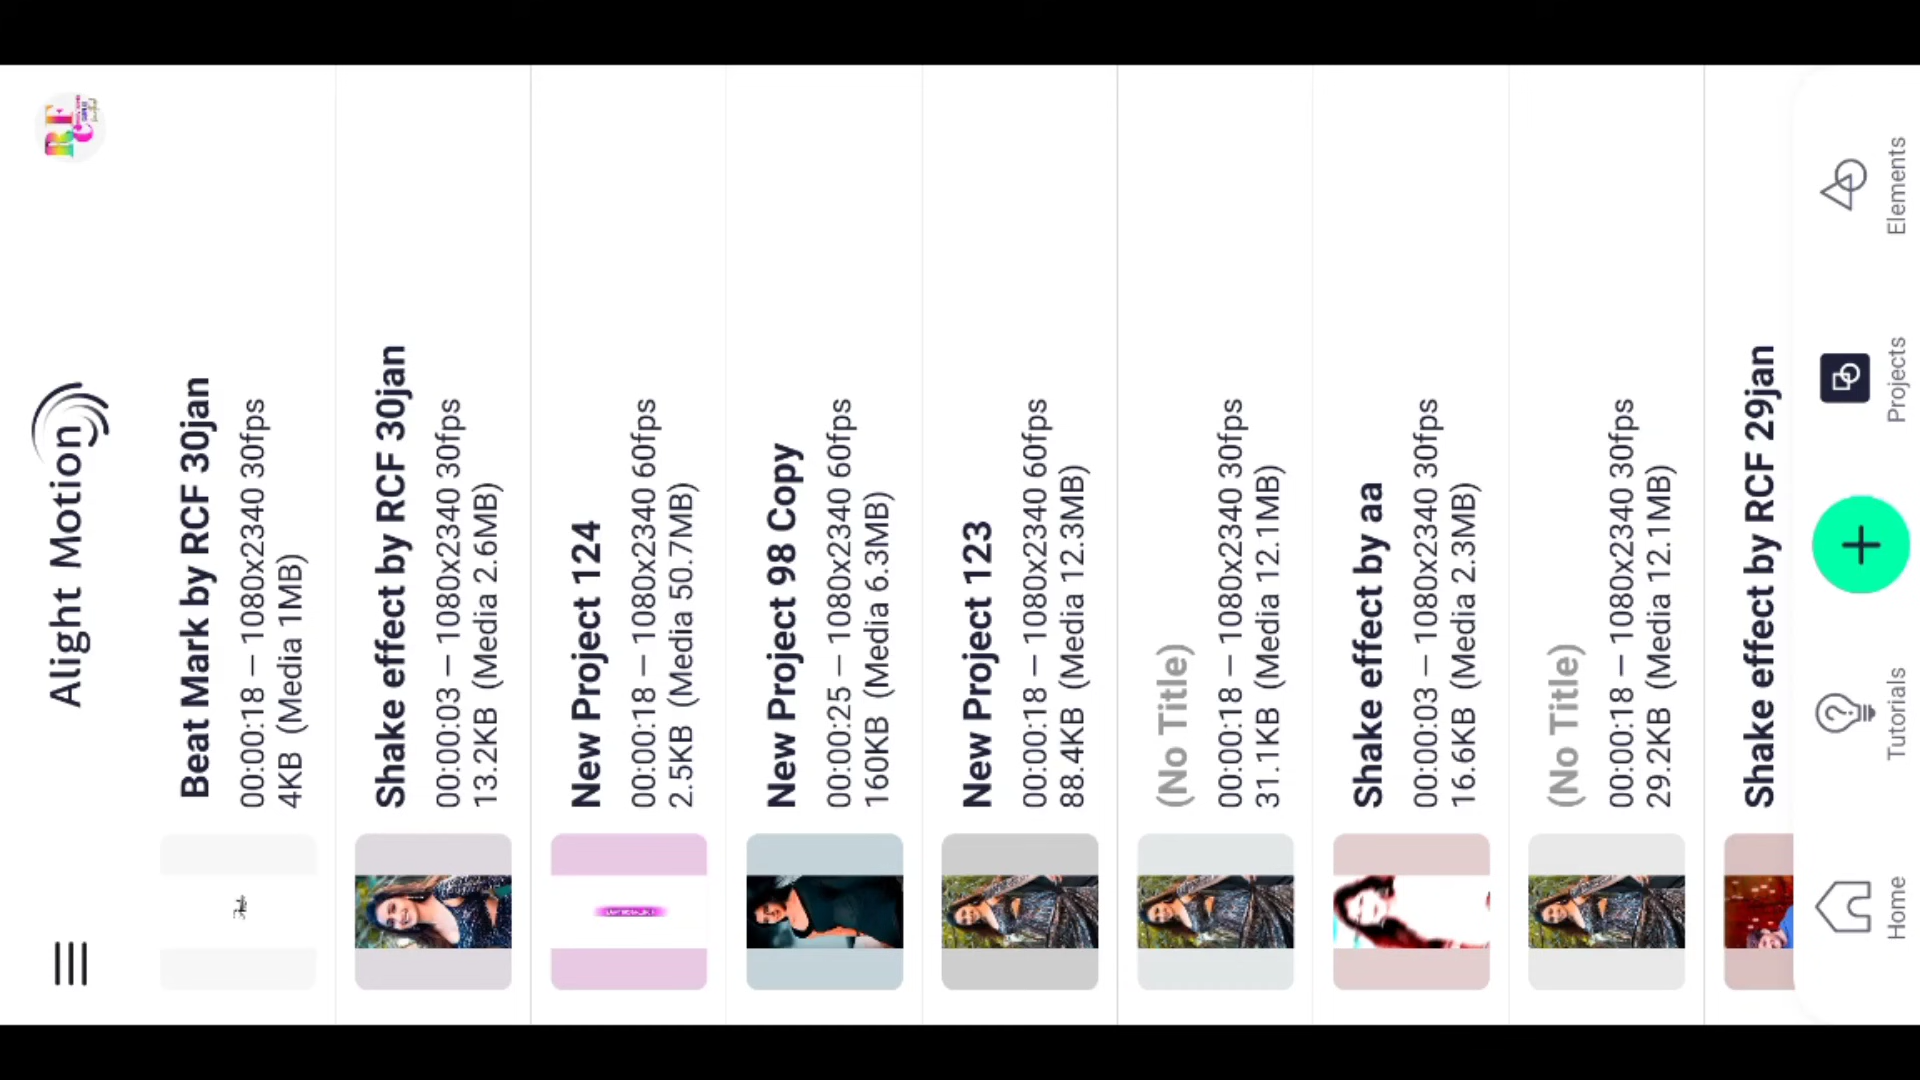 Alight Motion
RF
C
Beat Mark by RCF 30jan
00:00:18 — 1080x2340 30fps
4KB (Media 1MB)
Shake effect by RCF 30jan
00:00:03 — 1080x2340 30fps
13.2KB (Media 2.6MB)
New Project 124
00:00:18 — 1080x2340 60fps
2.5KB (Media 50.7MB)
New Project 98 Copy
00:00:25 — 1080x2340 60fps
160KB (Media 6.3MB)
New Project 123
00:00:18 — 1080x2340 60fps
88.4KB (Media 12.3MB)
(No Title)
00:00:18 — 1080x2340 30fps
31.1KB (Media 12.1MB)
Shake effect by aa
00:00:03 — 1080x2340 30fps
16.6KB (Media 2.3MB)
(No Title)
00:00:18 — 1080x2340 30fps
29.2KB (Media 12.1MB)
Shake effect by RCF 29jan
Home
Tutorials
Projects
Elements